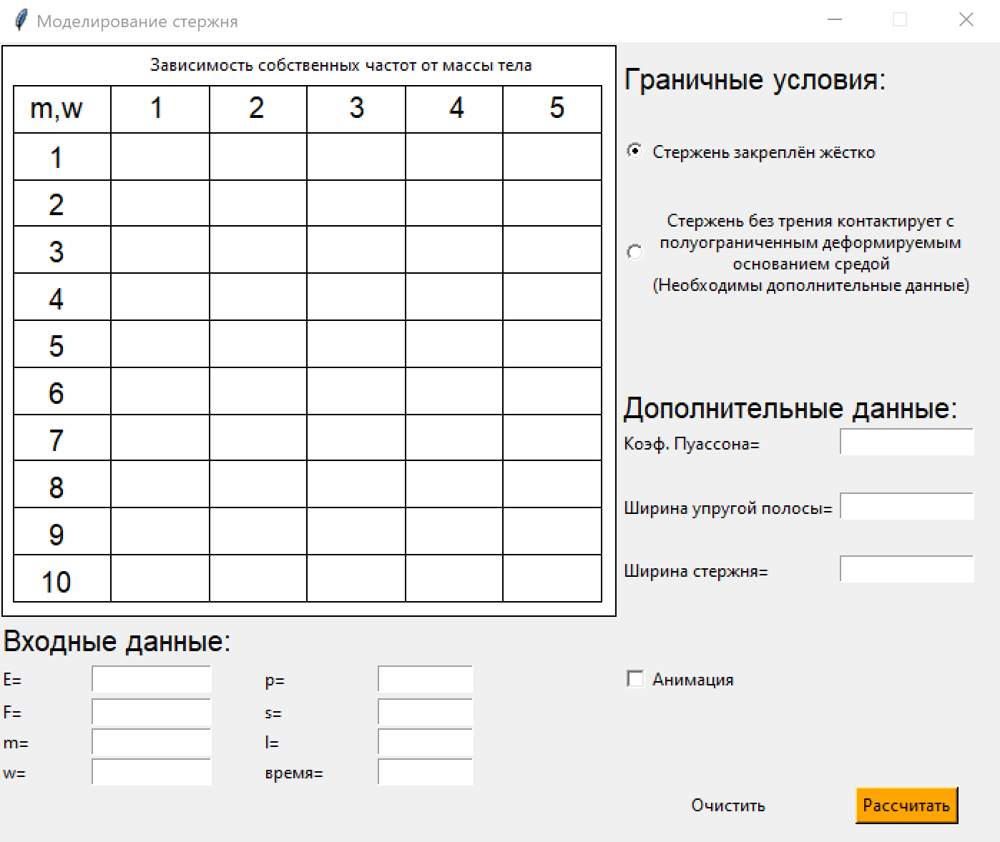 Моделирование стержня
Зависимость собственных частот от массы тела
m,w 1 2 3 4 5
1
2
3
4
5
6
7
8
9
10
Граничные условия:
Стержень закреплён жёстко
Стержень без трения контактирует с
полуограниченным деформируемым
основанием средой
(Необходимы дополнительные данные)
Дополнительные данные:
Коэф. Пуассона=
Ширина упругой полосы=
Ширина стержня=
Входные данные:
E= p=
F= s=
m= l=
w= время=
Анимация
Очистить
Рассчитать